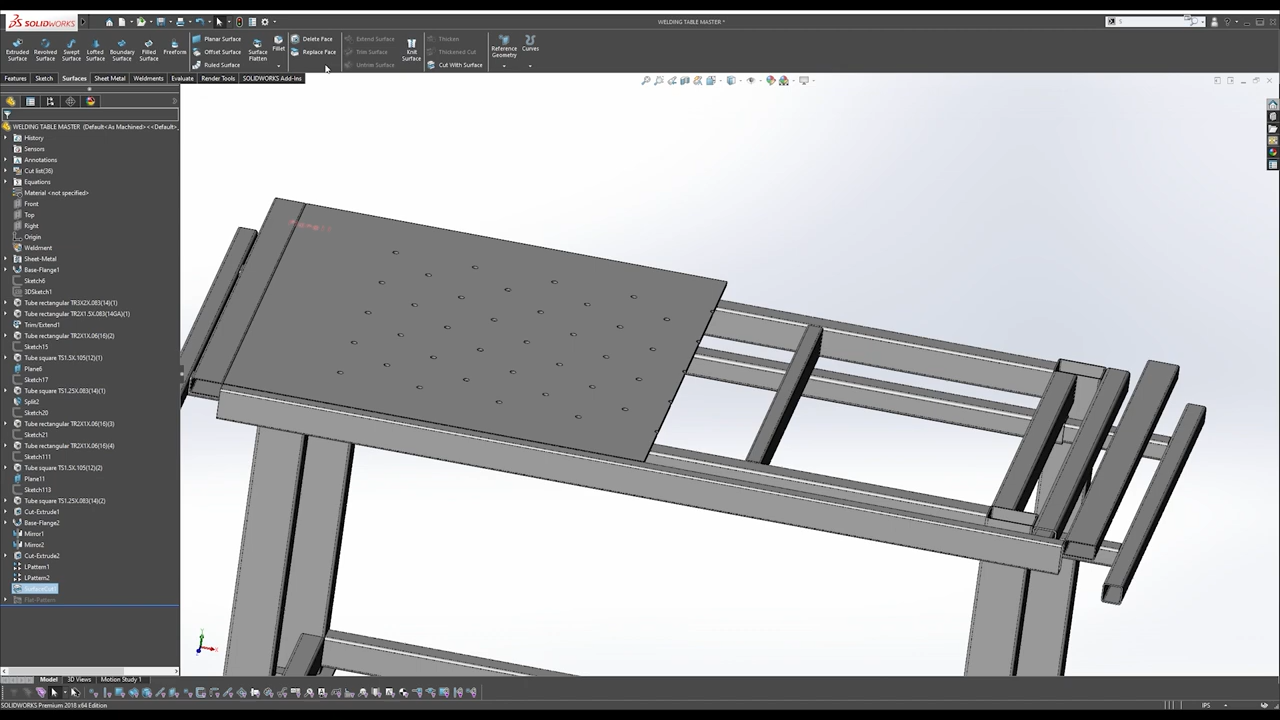 SOLIDWORKS
WELDING TABLE MASTER *
Extruded Surface
Revolved Surface
Swept Surface
Lofted Surface
Boundary Surface
Filled Surface
Freeform
Planar Surface
Offset Surface
Ruled Surface
Surface Flatten
Fillet
Delete Face
Replace Face
Extend Surface
Trim Surface
Untrim Surface
Knit Surface
Thicken
Thickened Cut
Cut With Surface
Reference Geometry
Curves
Features Sketch Surfaces Sheet Metal Weldments Evaluate Render Tools SOLIDWORKS Add-Ins
WELDING TABLE MASTER (Default<As Machined><<Default>_
History
Sensors
Annotations
Cut list(36)
Equations
Material <not specified>
Front
Top
Right
Origin
Weldment
Sheet-Metal
Base-Flange1
Sketch6
3DSketch1
Tube rectangular TR3X2X.083(14)(1)
Tube rectangular TR2X1.5X.083(14GA)(1)
Trim/Extend1
Tube rectangular TR2X1X.06(16)(2)
Sketch15
Tube square TS1.5X.105(12)(1)
Plane6
Sketch17
Tube square TS1.25X.083(14)(1)
Split2
Sketch20
Tube rectangular TR2X1X.06(16)(3)
Sketch21
Tube rectangular TR2X1X.06(16)(4)
Sketch111
Tube square TS1.5X.105(12)(2)
Plane11
Sketch113
Tube square TS1.25X.083(14)(2)
Cut-Extrude1
Base-Flange2
Mirror1
Mirror2
Cut-Extrude2
LPattern1
LPattern2
Flat-Pattern
Model 3D Views Motion Study 1
SOLIDWORKS Premium 2018 x64 Edition
IPS